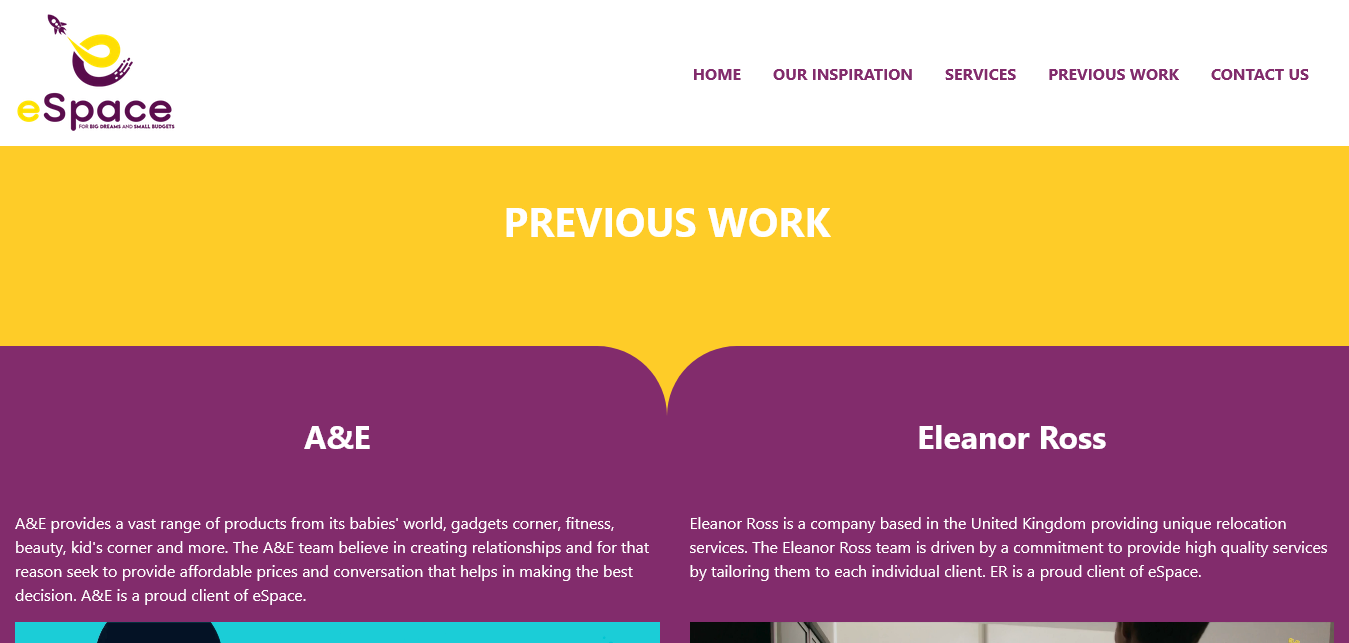 eSpace
FOR BIG DREAMS AND SMALL BUDGETS
HOME OUR INSPIRATION SERVICES PREVIOUS WORK CONTACT US
PREVIOUS WORK
A&E
A&E provides a vast range of products from its babies' world, gadgets corner, fitness,
beauty, kid's corner and more. The A&E team believe in creating relationships and for that
reason seek to provide affordable prices and conversation that helps in making the best
decision. A&E is a proud client of eSpace.
Eleanor Ross
Eleanor Ross is a company based in the United Kingdom providing unique relocation
services. The Eleanor Ross team is driven by a commitment to provide high quality services
by tailoring them to each individual client. ER is a proud client of eSpace.